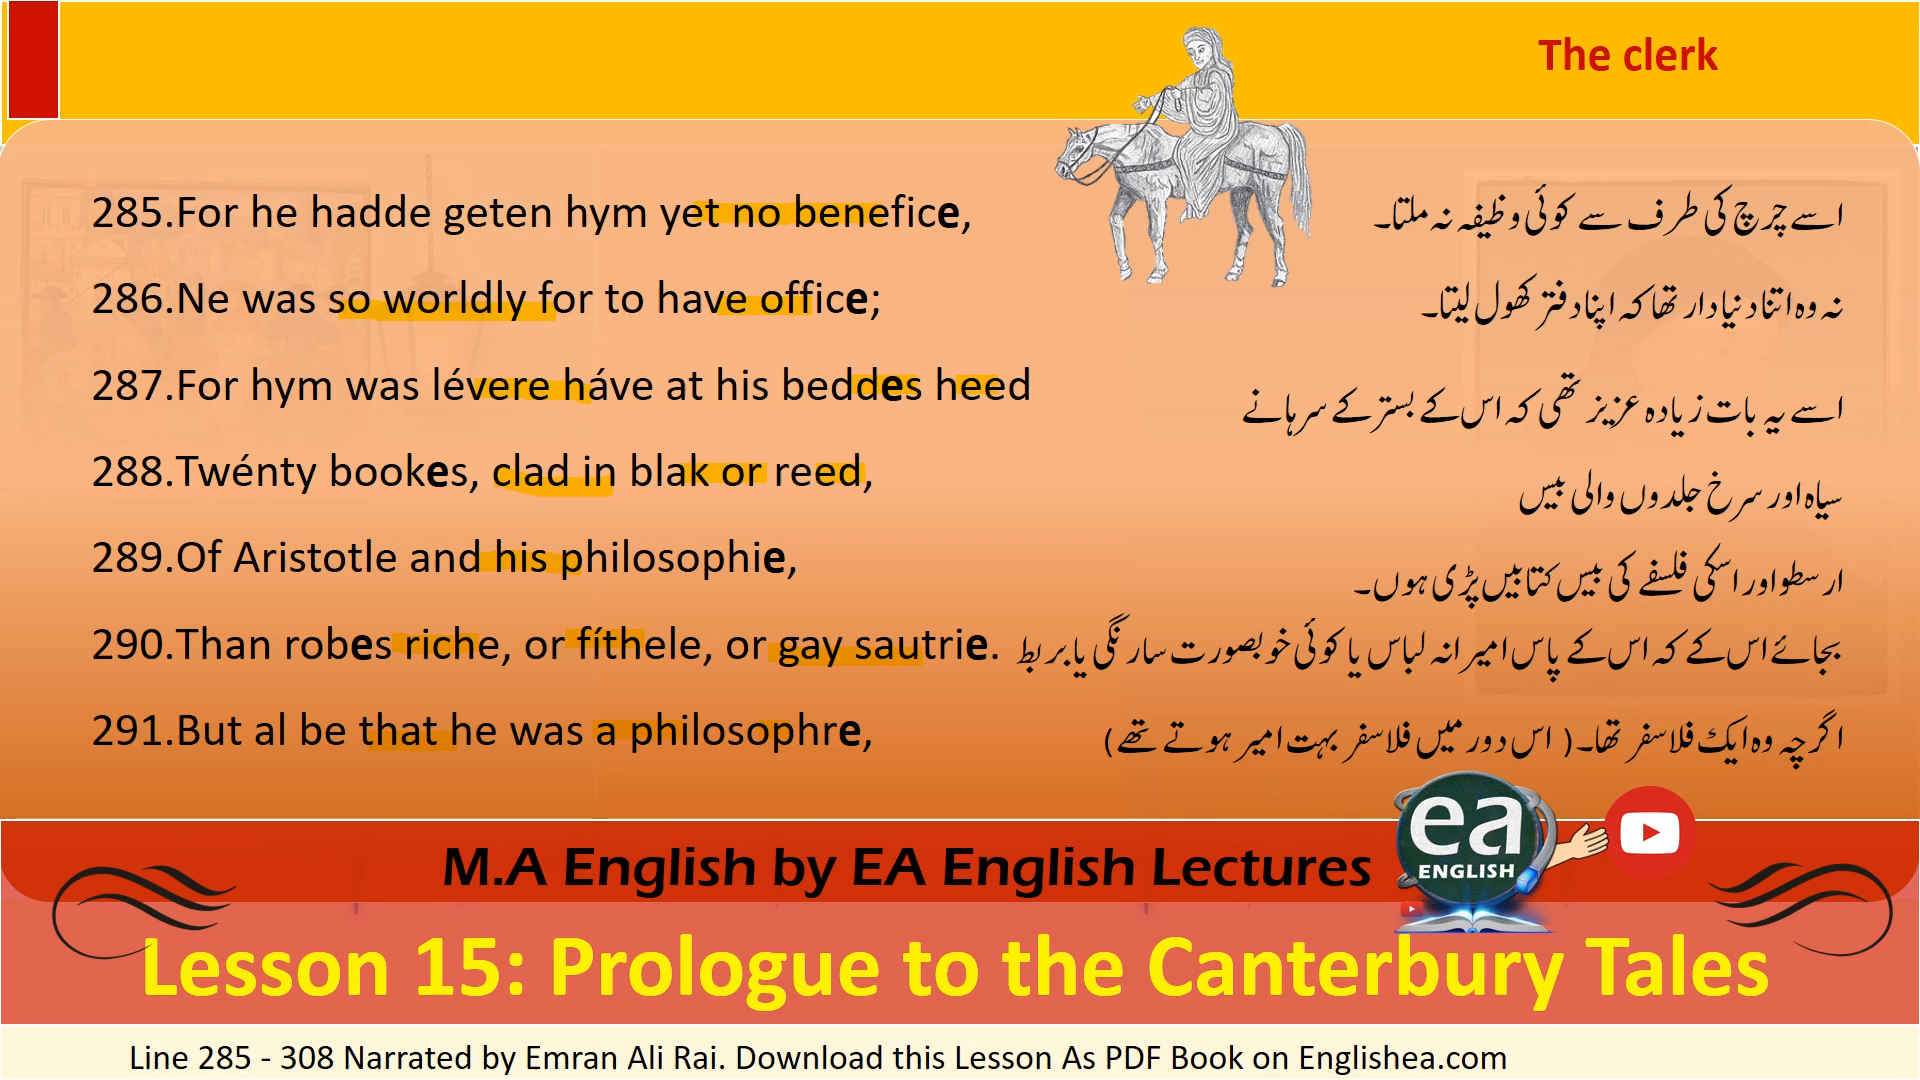 The clerk
285.For he hadde geten hym yet no benefice,
اسے چرچ کی طرف سے کوئی وظیفہ نہ ملتا۔
286.Ne was so worldly for to have office;
نہ وہ اتنا دنیا دار تھا کہ اپنا دفتر کھول لیتا۔
287.For hym was lévere háve at his beddes heed
اسے یہ بات زیادہ عزیز تھی کہ اس کے بستر کے سرہانے
288.Twénty bookes, clad in blak or reed,
سیاہ اور سرخ جلدوں والی بیس
289.Of Aristotle and his philosophie,
ارسطو اور اسکی فلسفے کی بیس کتابیں پڑی ہوں۔
290.Than robes riche, or fíthele, or gay sautrie.
بجائے اس کے کہ اس کے پاس امیرانہ لباس یا کوئی خوبصورت سارنگی یا بربط
291.But al be that he was a philosophre,
اگرچہ وہ ایک فلاسفر تھا۔( اس دور میں فلاسفر بہت امیر ہوتے تھے)
M.A English by EA English Lectures
ea
ENGLISH
Lesson 15: Prologue to the Canterbury Tales
Line 285 - 308 Narrated by Emran Ali Rai. Download this Lesson As PDF Book on Englishea.com